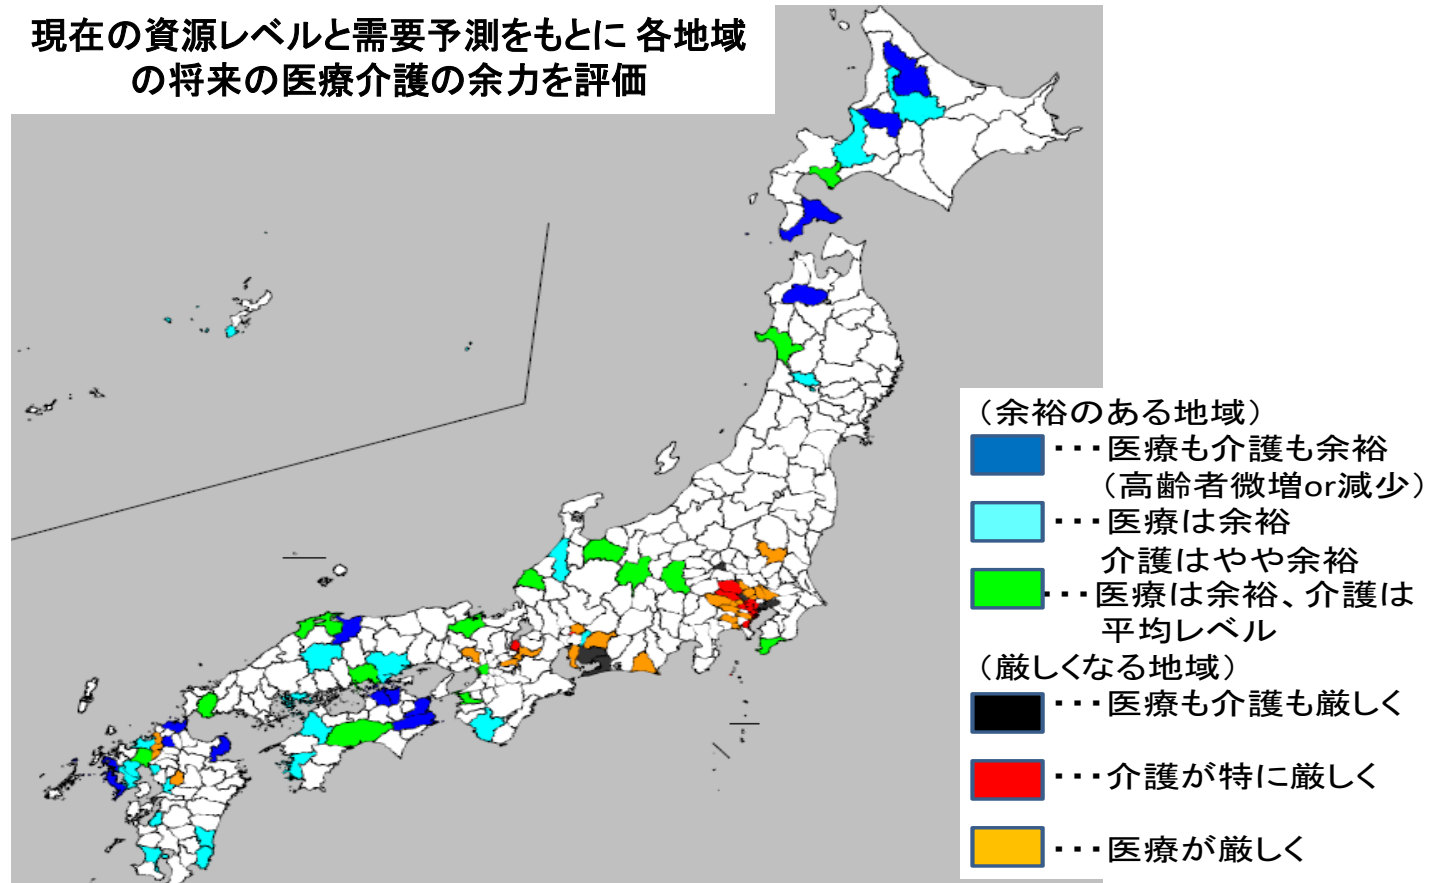 現在の資源レベルと需要予測をもとに 各地域
の将来の医療介護の余力を評価
（余裕のある地域）
・・・医療も介護も余裕
（高齢者微増or減少）
・・・医療は余裕
介護はやや余裕
・・・医療は余裕、介護は
平均レベル
（厳しくなる地域）
・・・医療も介護も厳しく
・・・介護が特に厳しく
・・・医療が厳しく